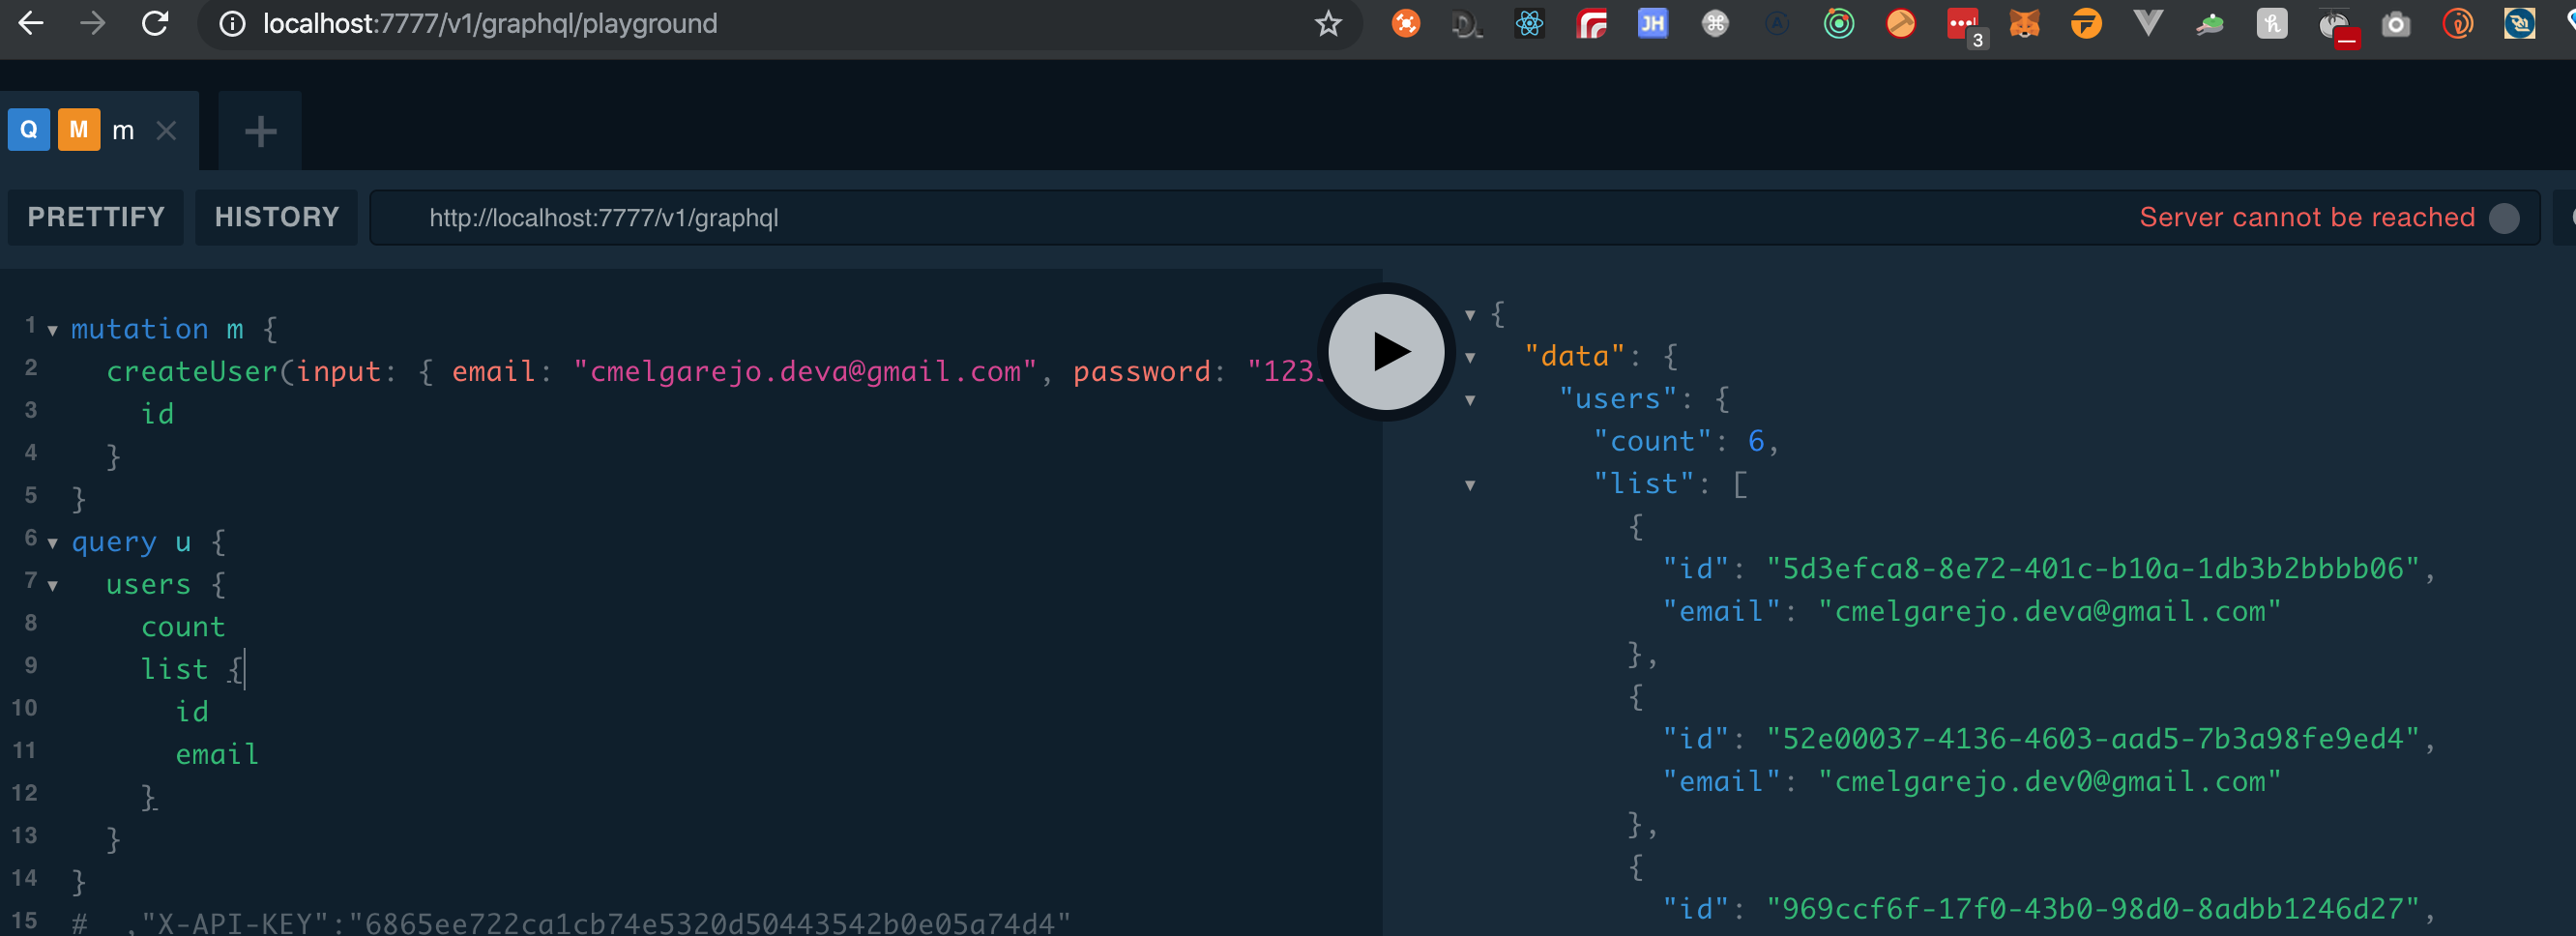 localhost:7777/v1/graphql/playground
JH
3
Q M m
PRETTIFY HISTORY http://localhost:7777/v1/graphql Server cannot be reached
1 mutation m {
2 createUser(input: { email: "cmelgarejo.deva@gmail.com", password:
3 id
4 }
5 }
6 query u {
7 users {
8 count
9 list {
10 id
11 email
12 }
13 }
14 }
15 # ,"X-API-KEY":"6865ee722ca1cb74e5320d50443542b0e05a74d4"
{
"data": {
"users": {
"count": 6,
"list": [
{
"id": "5d3efca8-8e72-401c-b10a-1db3b2bbbb06",
"email": "cmelgarejo.deva@gmail.com"
},
{
"id": "52e00037-4136-4603-aad5-7b3a98fe9ed4",
"email": "cmelgarejo.dev0@gmail.com"
},
{
"id": "969ccf6f-17f0-43b0-98d0-8adbb1246d27",